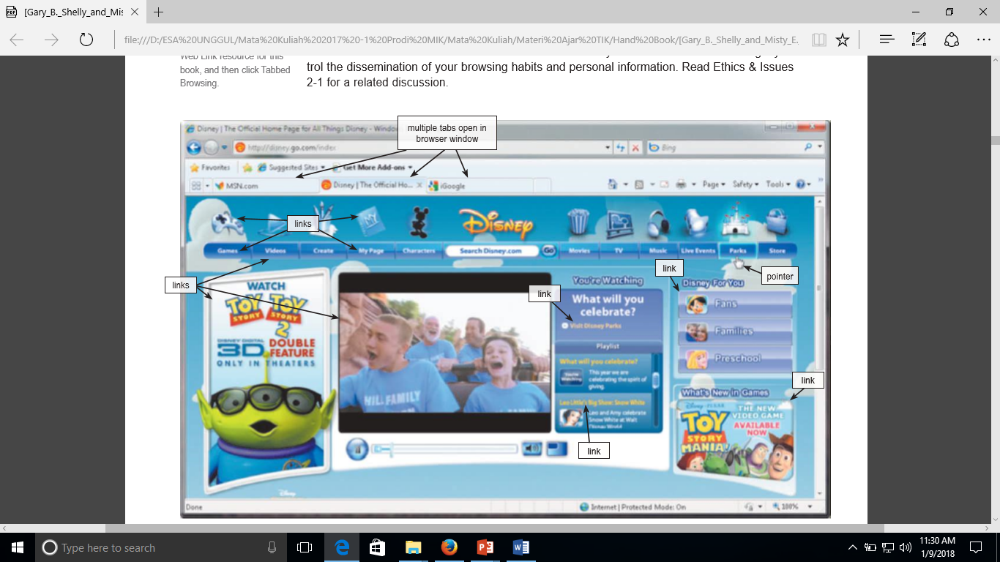 [Gary_B._Shelly_and_Mis
file:///D:/ESA%20UNGGUL/Mata%20Kuliah%202017%20-1%20Prodi%20MIK/Mata%20Kuliah/Materi%20Ajar%20TIK/Hand%20Book/[Gary_B._Shelly_and_Misty_E.
Web Link resource for this
book, and then click Tabbed
Browsing.
trol the dissemination of your browsing habits and personal information. Read Ethics & Issues
2-1 for a related discussion.
multiple tabs open in
browser window
Disney | The Official Home Page for All Things Disney - Windo
http://disney.go.com/index
Bing
Favorites Suggested Sites Get More Add-ons
MSN.com Disney | The Official Ho... iGoogle Page Safety Tools
MY Disney
links
Games Videos Create My Page Characters Search Disney.com Go Movies TV Music Live Events Parks Store
link
pointer
links
link
WATCH
TOY STORY TOY STORY 2
DISNEY DIGITAL 3D DOUBLE FEATURE
ONLY IN THEATERS
HILL FAMILY
You're Watching
What will you
celebrate?
Visit Disney Parks
Playlist
What will you celebrate?
You're Watching
This year we are
celebrating the spirit of
giving.
Leo Little's Big Show: Snow White
Leo and Amy celebrate
Snow White at Walt
Disney World
link
Disney For You
Fans
Families
Preschool
link
What's New in Games
Disney PIXAR
TOY STORY MANIA!
THE NEW
VIDEO GAME
AVAILABLE
NOW
Disney
Done Internet | Protected Mode: On 100%
Type here to search
11:30 AM
1/9/2018